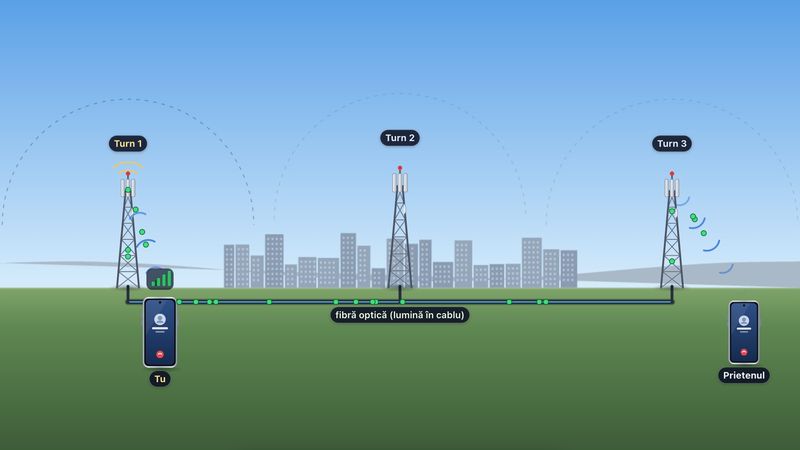 Turn 1
Turn 2
Turn 3
fibră optică (lumină în cablu)
Tu
Prietenul